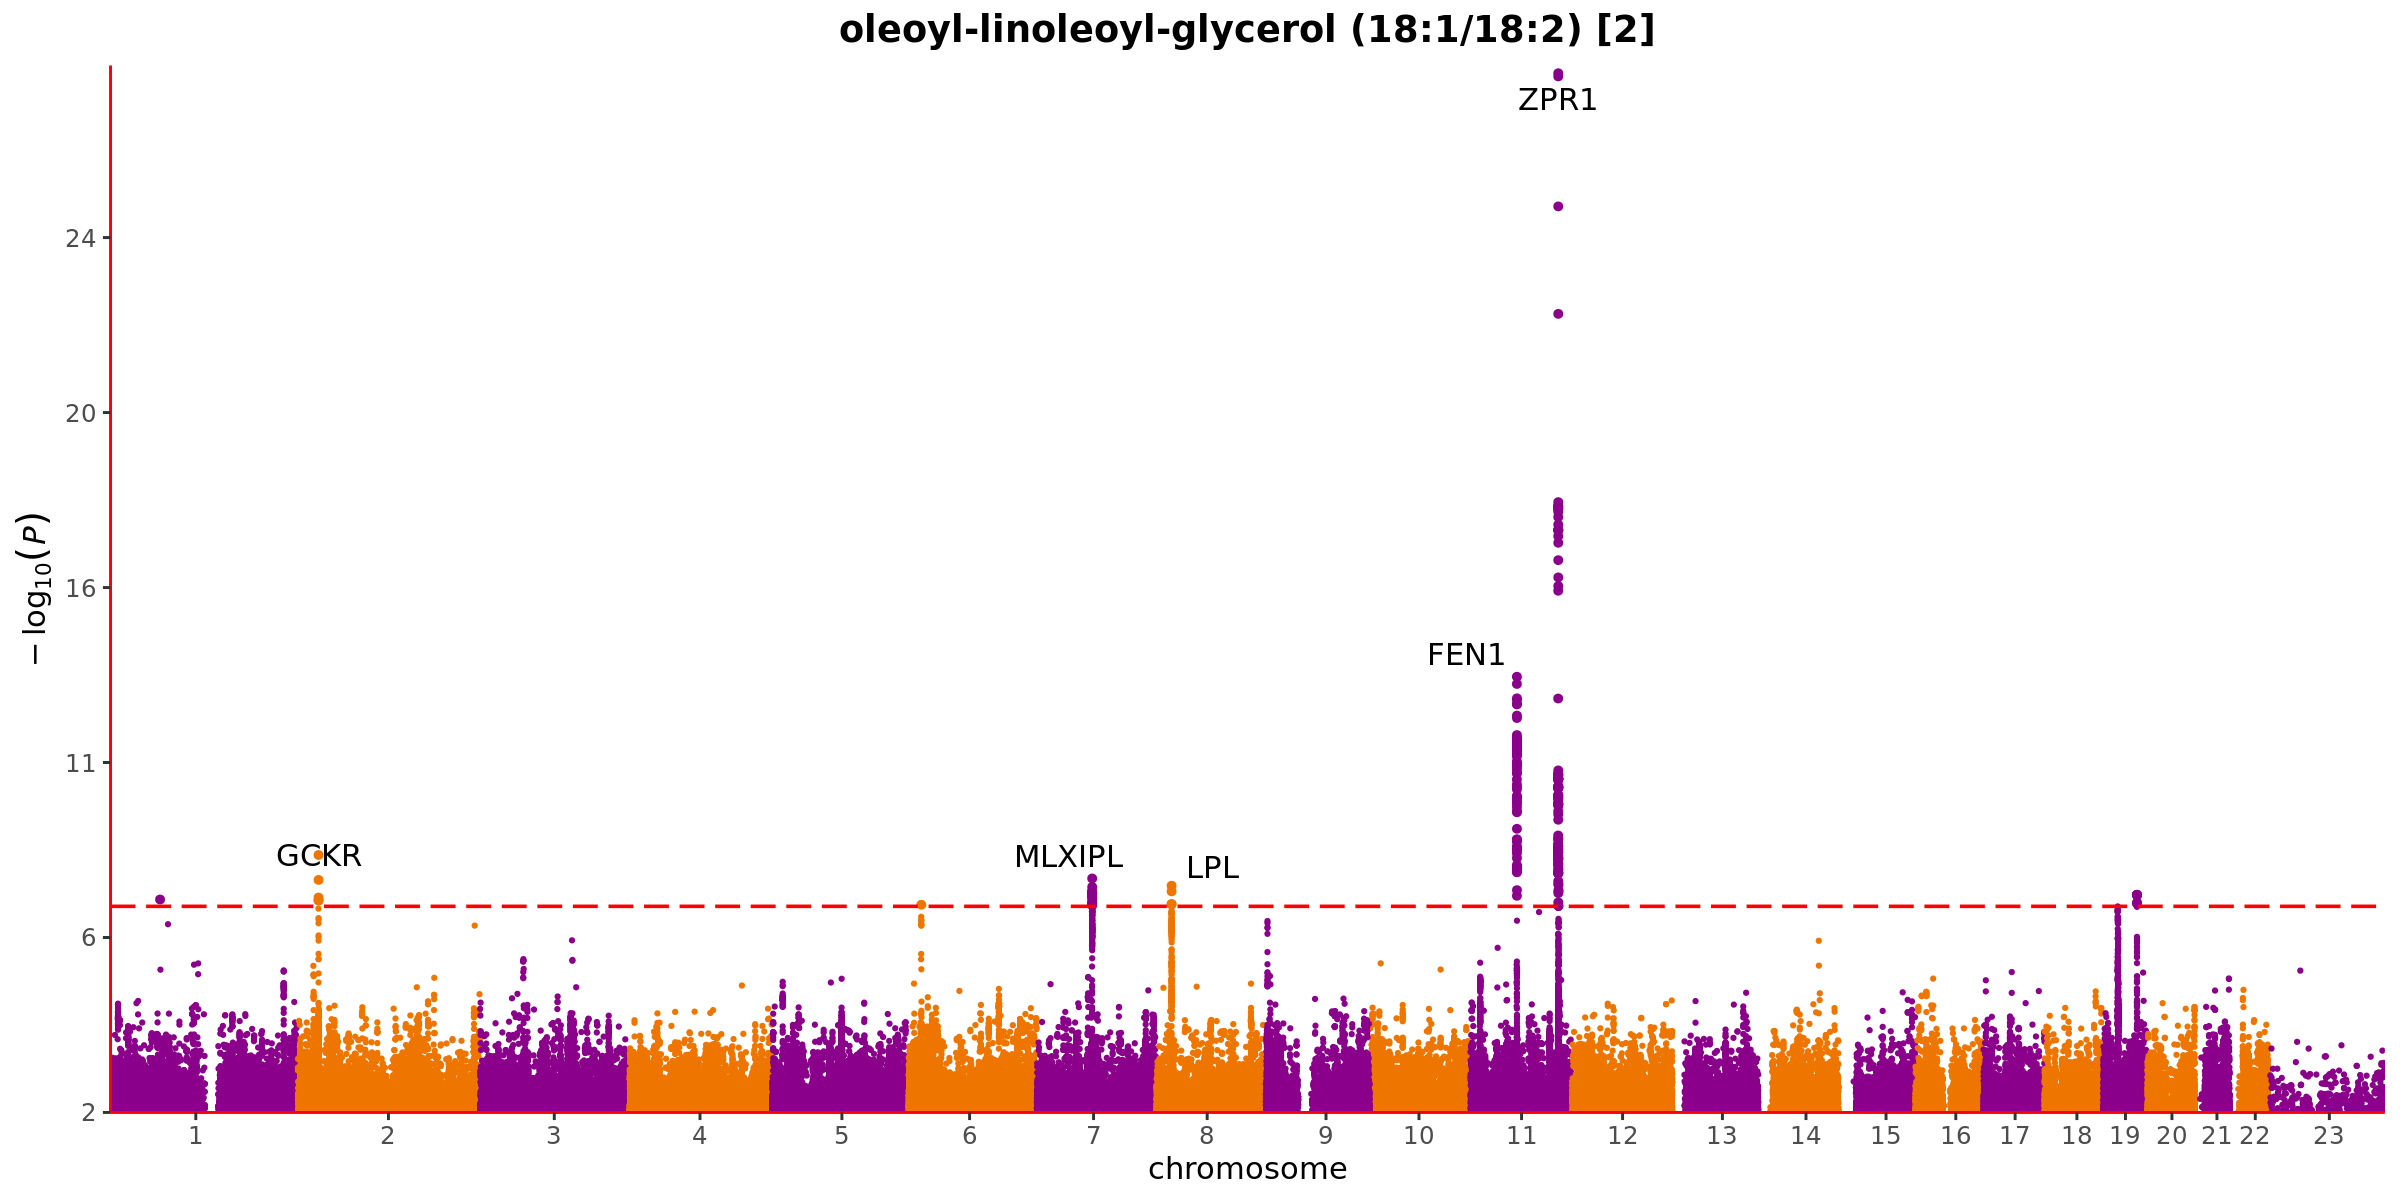 oleoyl-linoleoyl-glycerol (18:1/18:2) [2]
ZPR1
24
20
16
FEN1
11
GCKR
MLXIPL
LPL
6
2
− log10(P)
1 2 3 4 5 6 7 8 9 10 11 12 13 14 15 16 17 18 19 20 21 22 23
chromosome